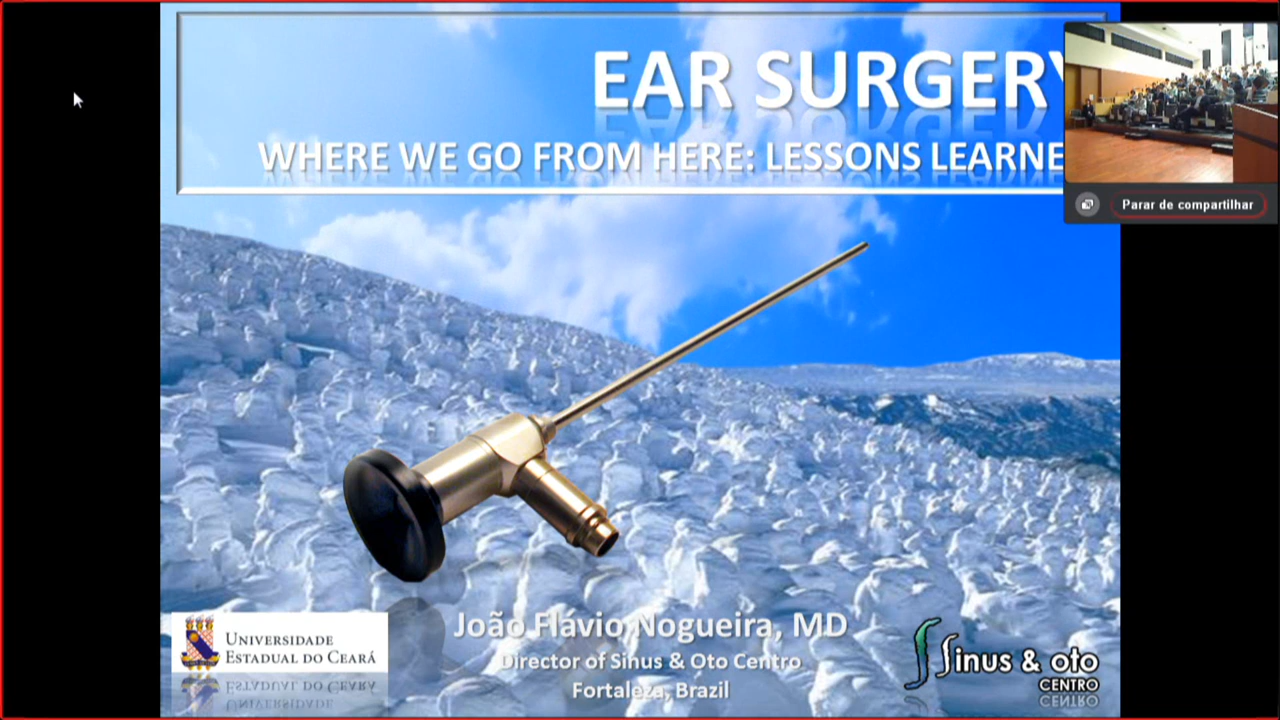 EAR SURGERY
WHERE WE GO FROM HERE: LESSONS LEARNE
Parar de compartilhar
João Flávio Nogueira, MD
Director of Sinus & Oto Centro
Fortaleza, Brazil
UNIVERSIDADE
ESTADUAL DO CEARÁ
Sinus & oto
CENTRO